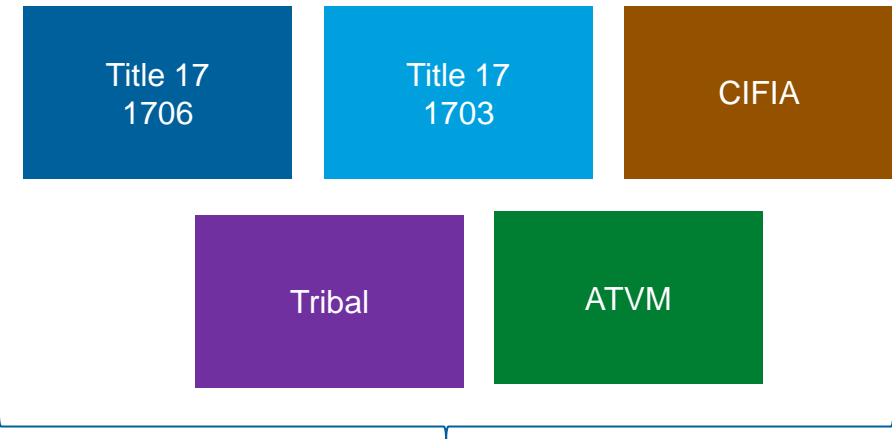 Title 17
1706
Title 17
1703
CIFIA
Tribal
ATVM